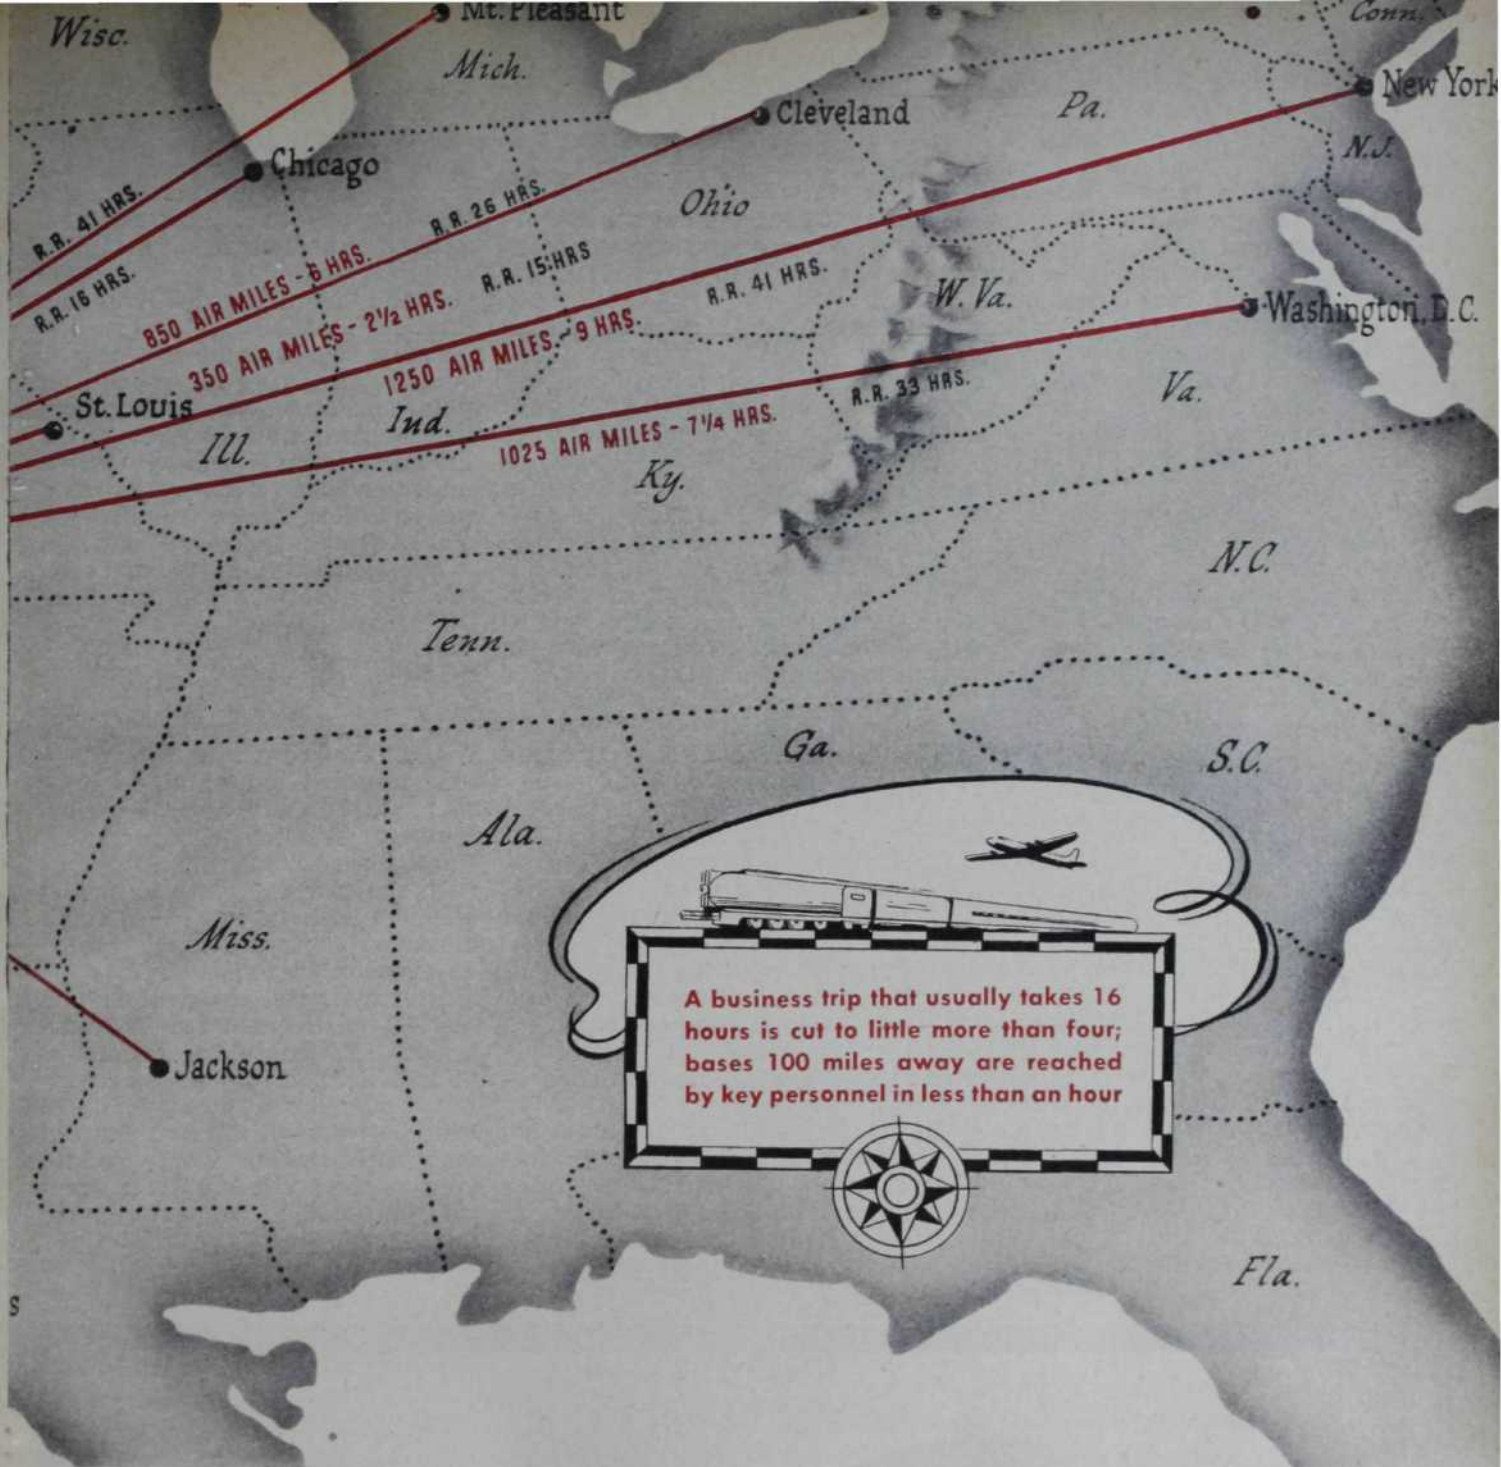 Wisc.
Mt. Pleasant
Mich.
Conn.
New York
Cleveland
Pa.
N.J.
Chicago
Ohio
R.R. 41 HRS.
R.R. 26 HRS.
R.R. 16 HRS.
850 AIR MILES - 6 HRS.
R.R. 15 HRS
350 AIR MILES - 2½ HRS.
R.R. 41 HRS.
W. Va.
Washington, D.C.
1250 AIR MILES - 9 HRS.
St. Louis
Ill.
Ind.
R.R. 33 HRS.
Va.
1025 AIR MILES - 7¼ HRS.
Ky.
N.C.
Tenn.
Ga.
S.C.
Ala.
Miss.
Jackson
A business trip that usually takes 16
hours is cut to little more than four;
bases 100 miles away are reached
by key personnel in less than an hour
Fla.
s